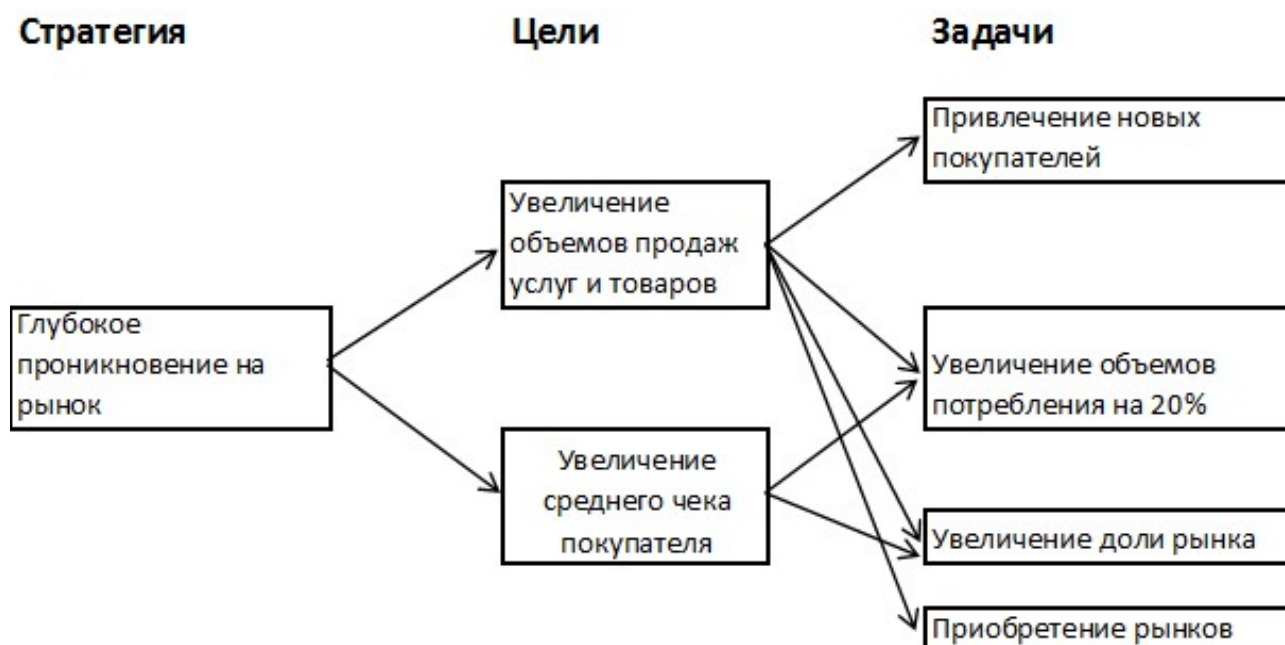 Стратегия
Цели
Задачи
Привлечение новых
покупателей
Увеличение
объемов продаж
услуг и товаров
Глубокое
проникновение на
рынок
Увеличение объемов
потребления на 20%
Увеличение
среднего чека
покупателя
Увеличение доли рынка
Приобретение рынков